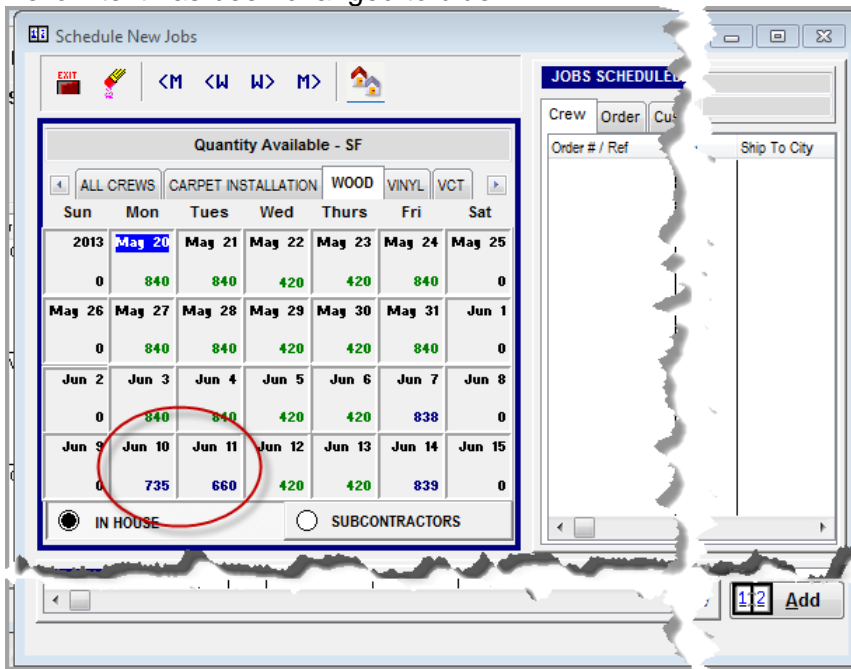 Schedule New Jobs
EXIT <M <W W> M>
Quantity Available - SF
ALL CREWS CARPET INSTALLATION WOOD VINYL VCT
Sun Mon Tues Wed Thurs Fri Sat
2013 May 20 May 21 May 22 May 23 May 24 May 25
0 840 840 420 420 840 0
May 26 May 27 May 28 May 29 May 30 May 31 Jun 1
0 840 840 420 420 840 0
Jun 2 Jun 3 Jun 4 Jun 5 Jun 6 Jun 7 Jun 8
0 840 840 420 420 838 0
Jun 9 Jun 10 Jun 11 Jun 12 Jun 13 Jun 14 Jun 15
0 735 660 420 420 839 0
IN HOUSE SUBCONTRACTORS
JOBS SCHEDULED
Crew Order Cus
Order # / Ref Ship To City
Add